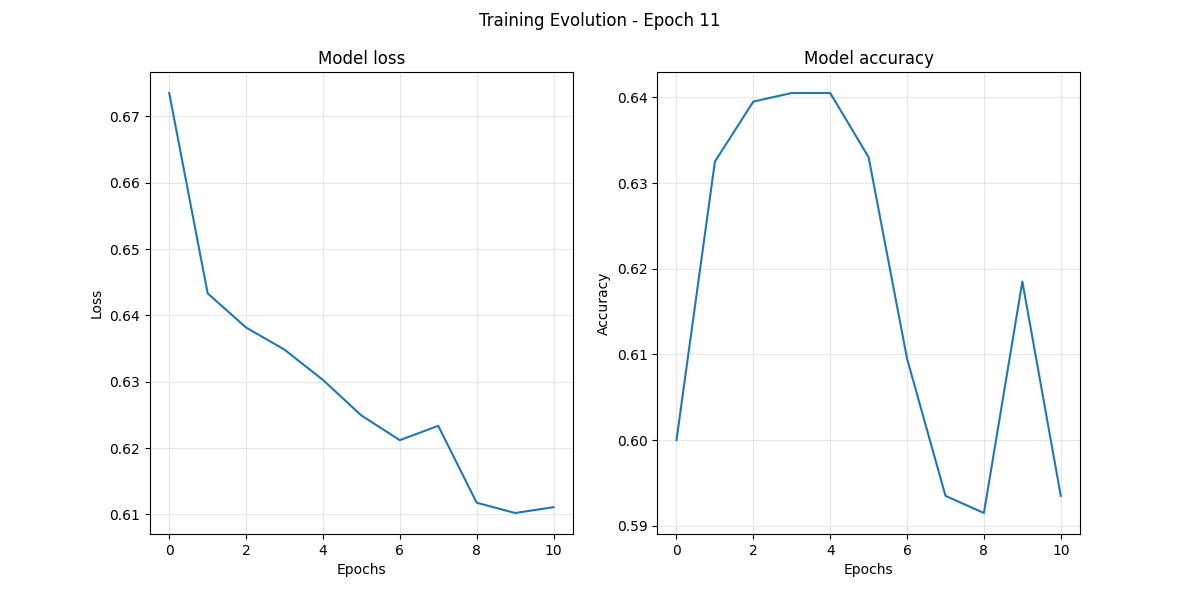 Training Evolution - Epoch 11
Model loss
0.67
0.66
0.65
0.64
0.63
0.62
0.61
Loss
0 2 4 6 8 10
Epochs
Model accuracy
0.64
0.63
0.62
0.61
0.60
0.59
Accuracy
0 2 4 6 8 10
Epochs